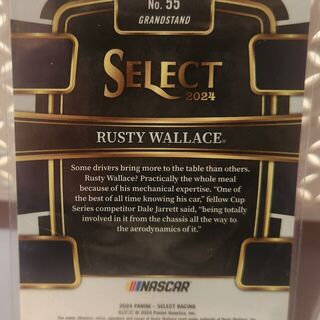 No. 55
GRANDSTAND
SELECT
2024
RUSTY WALLACE®
Some drivers bring more to the table than others.
Rusty Wallace? Practically the whole meal
because of his mechanical expertise. “One of
the best of all time knowing his car,” fellow Cup
Series competitor Dale Jarrett said, “being totally
involved in it from the chassis all the way to
the aerodynamics of it.”
NASCAR
2024 PANINI – SELECT RACING
© 2024 Panini America, Inc.